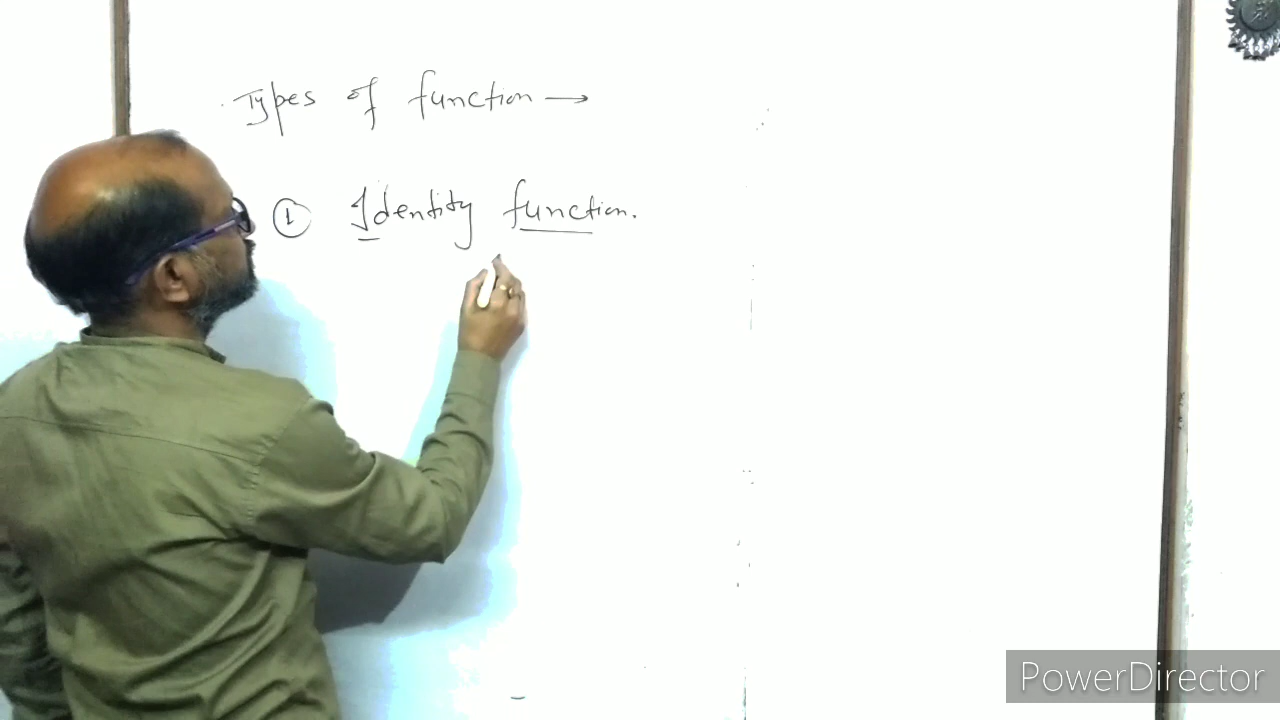 Types of function →
① Identity function.
PowerDirector